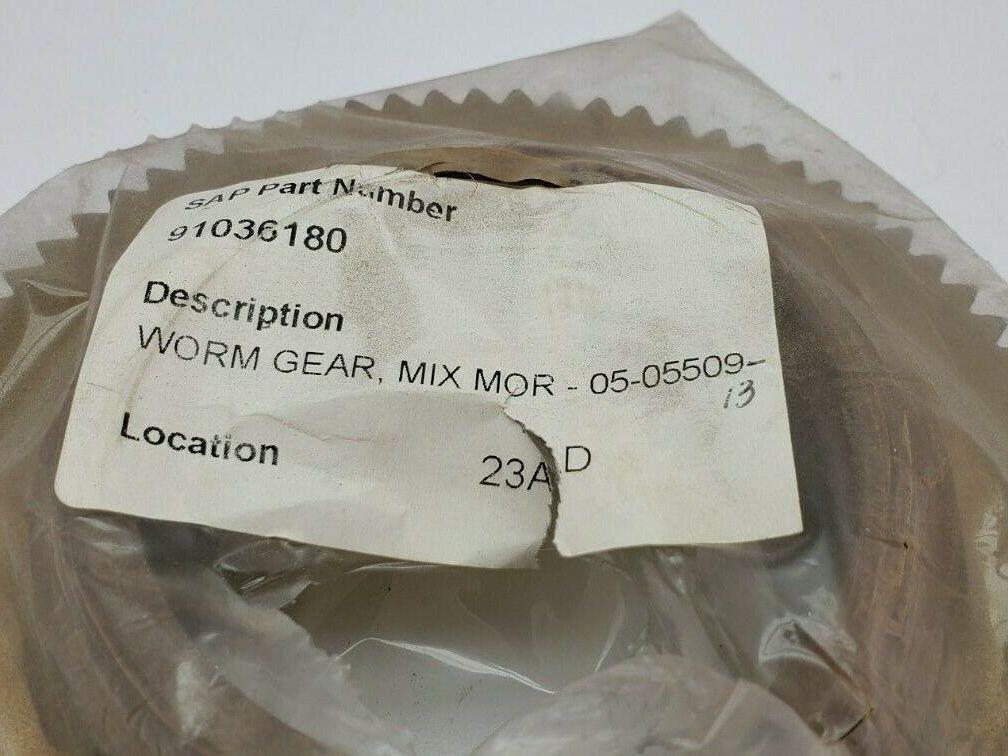 SAP Part Number
91036180
Description
WORM GEAR, MIX MOR - 05-05509-
13
Location 23A D